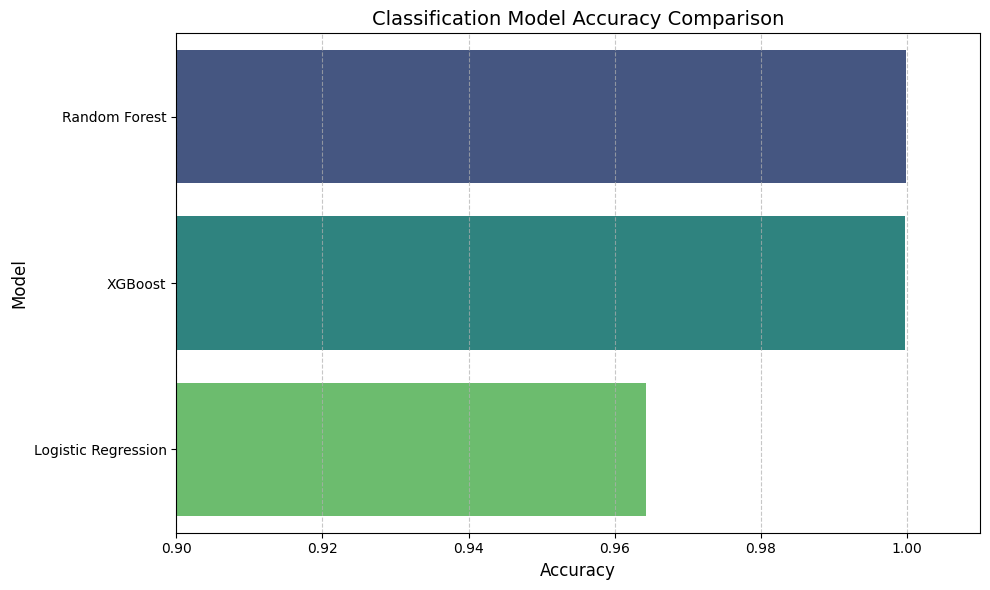 Classification Model Accuracy Comparison
Model
Random Forest
XGBoost
Logistic Regression
0.90 0.92 0.94 0.96 0.98 1.00
Accuracy